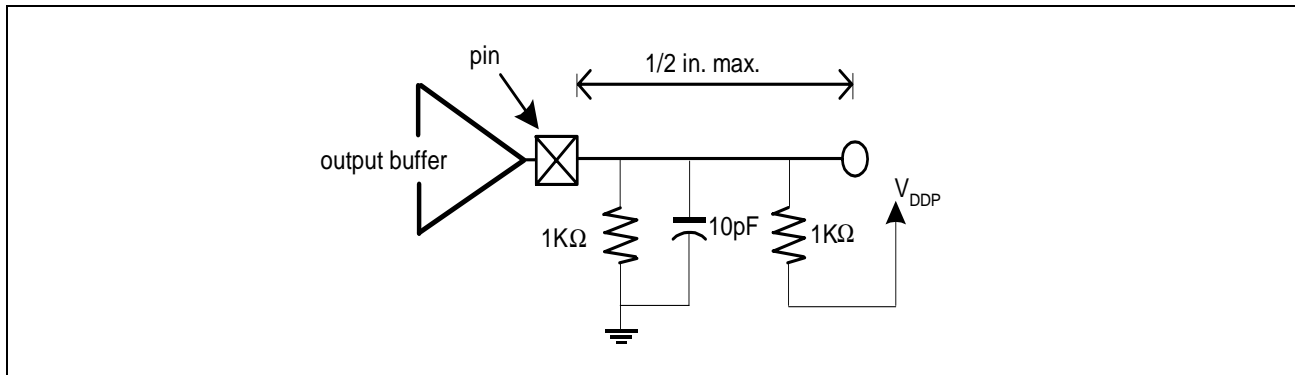 pin
1/2 in. max.
output buffer
V_DDP
1KΩ
10pF
1KΩ